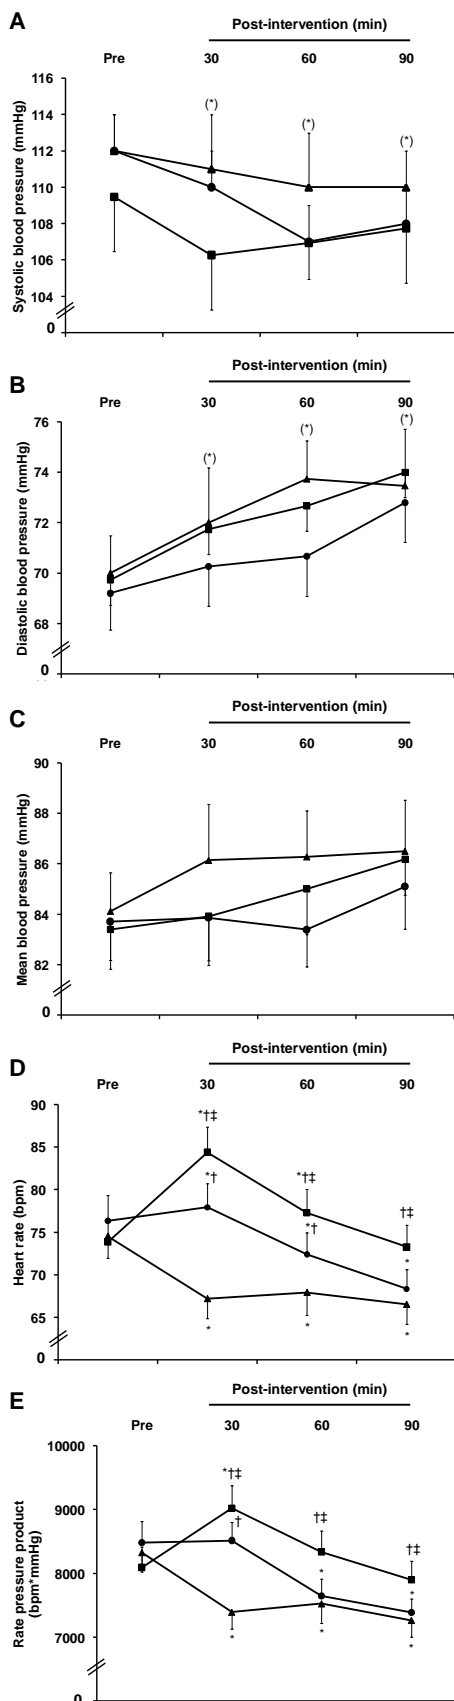 A
Post-intervention (min)
Pre 30 60 90
Systolic blood pressure (mmHg)
116
114
112
110
108
106
104
0
(*) (*) (*)
B
Post-intervention (min)
Pre 30 60 90
Diastolic blood pressure (mmHg)
76
74
72
70
68
0
(*) (*) (*)
C
Post-intervention (min)
Pre 30 60 90
Mean blood pressure (mmHg)
90
88
86
84
82
0
D
Post-intervention (min)
Pre 30 60 90
Heart rate (bpm)
90
85
80
75
70
65
0
*†‡ *†‡ †‡
*† *† *
* * *
E
Post-intervention (min)
Pre 30 60 90
Rate pressure product
(bpm*mmHg)
10000
9000
8000
7000
0
*†‡ †‡ †‡
† * *
* * *